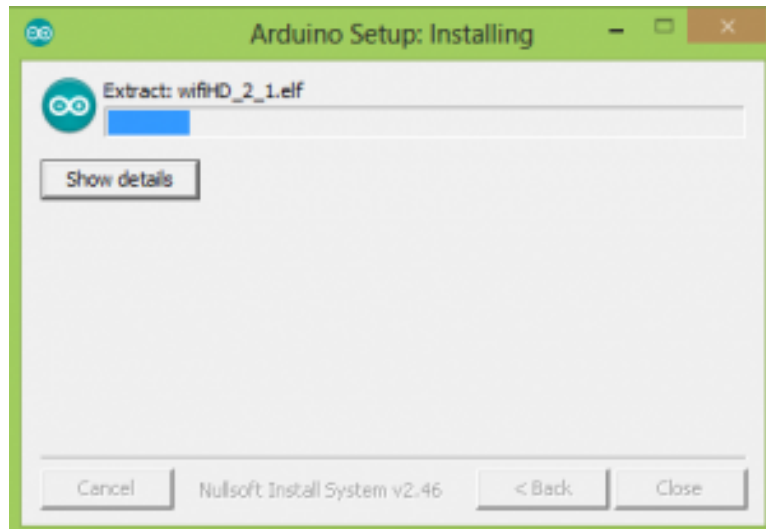 Arduino Setup: Installing
Extract: wifiHD_2_1.elf
Show details
Cancel Nullsoft Install System v2.46 < Back Close